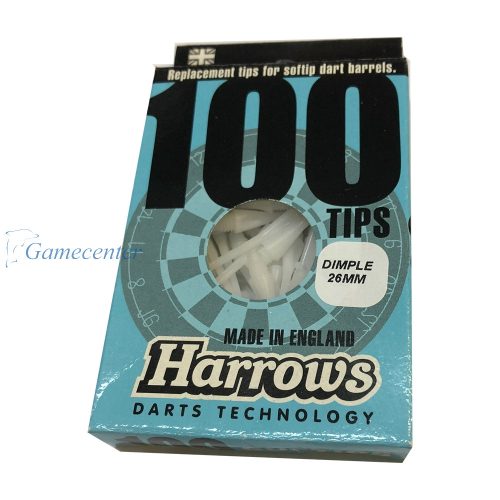 Replacement tips for softip dart barrels.
100
TIPS
DIMPLE
26MM
Gamecenter
MADE IN ENGLAND
Harrows
DARTS TECHNOLOGY